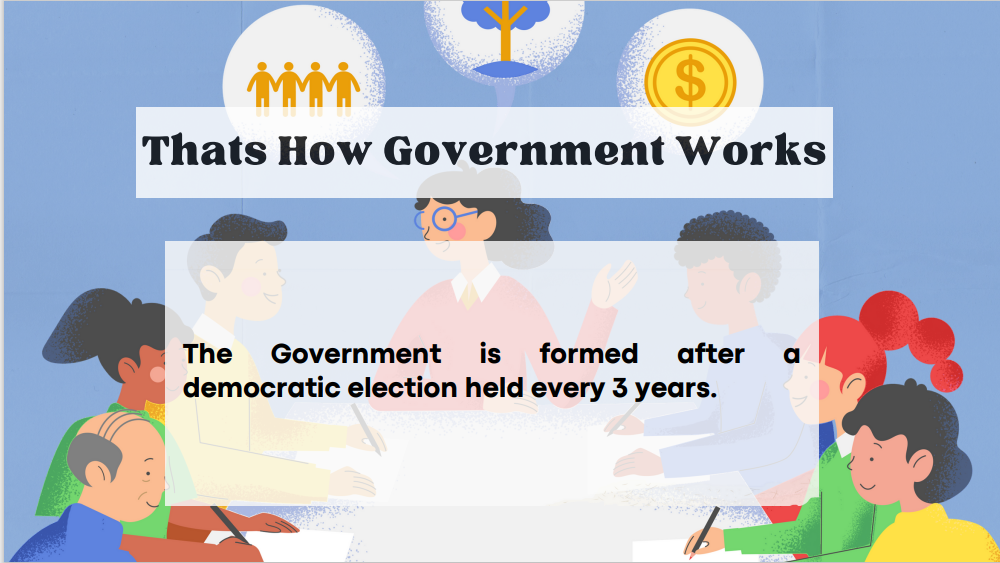 Thats How Government Works
The Government is formed after a
democratic election held every 3 years.
$